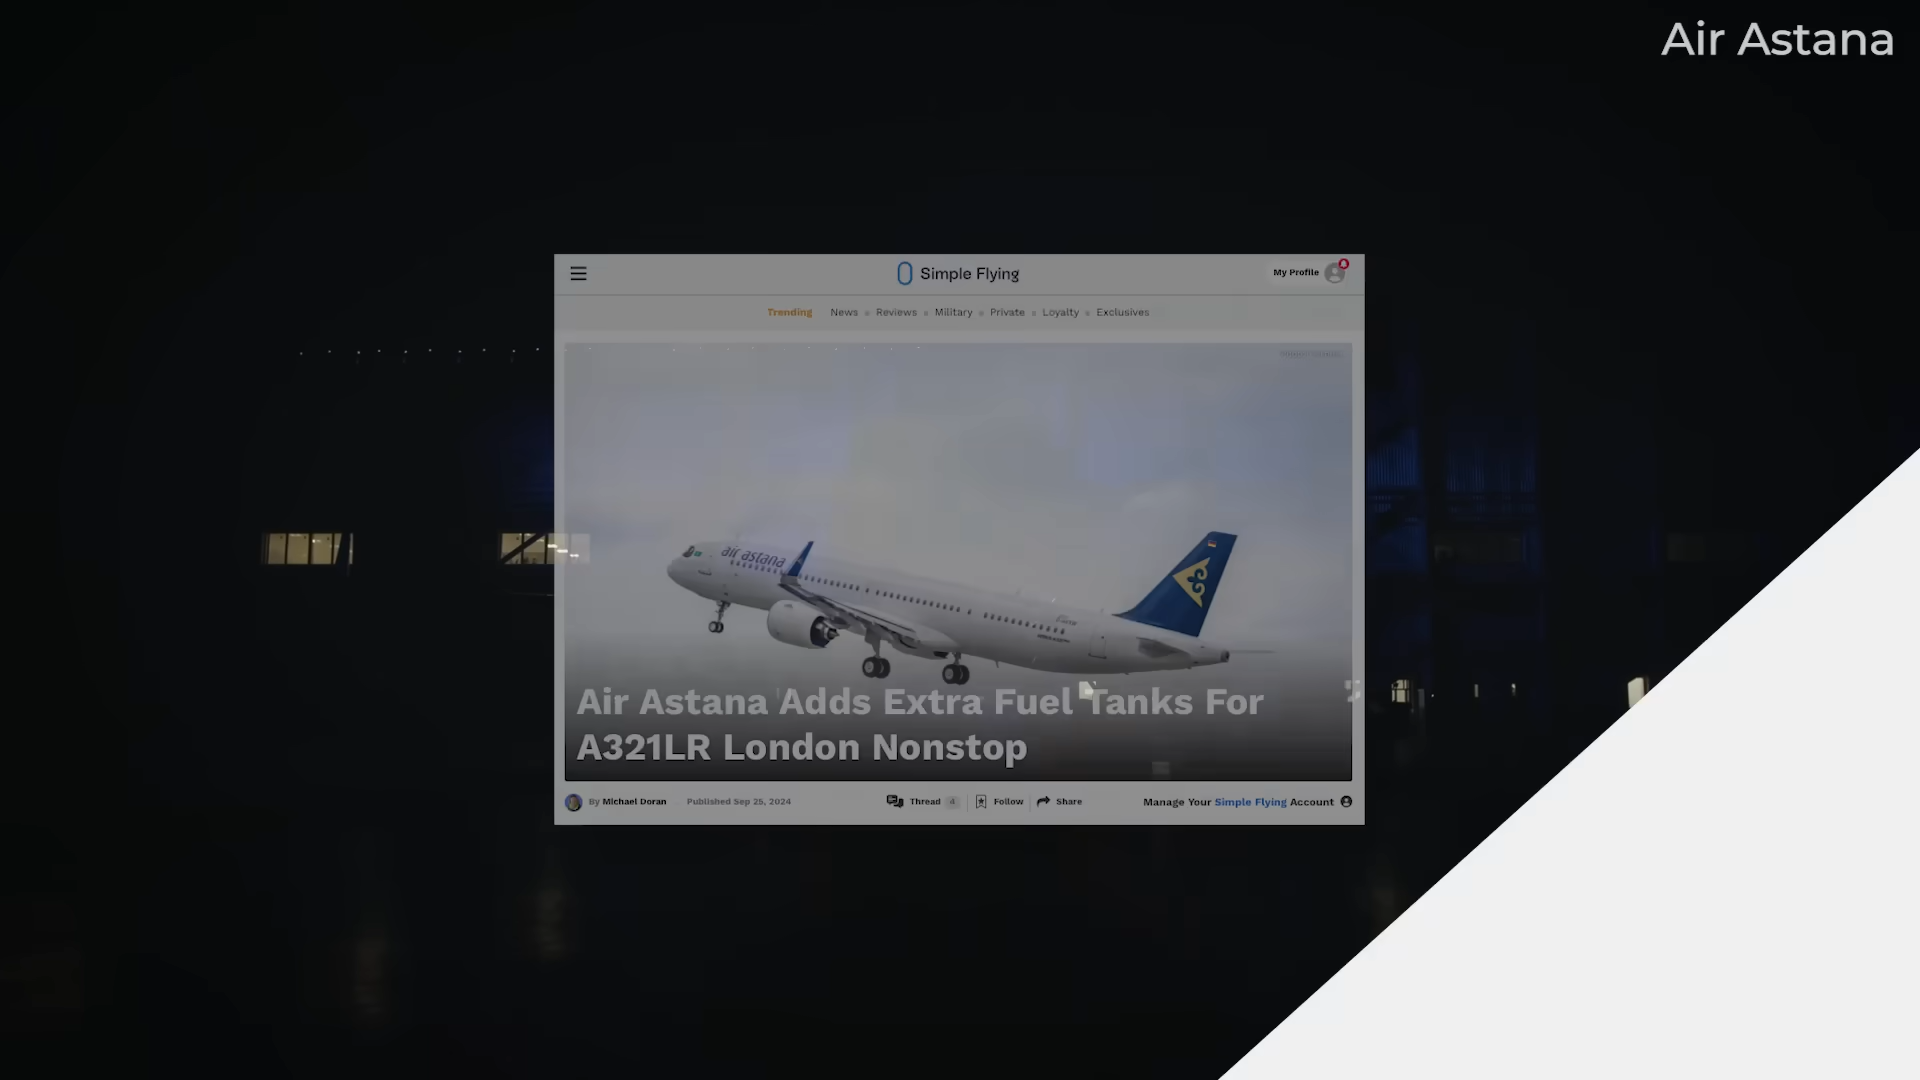 Air Astana
Simple Flying
My Profile
Trending News Reviews Military Private Loyalty Exclusives
air astana
Air Astana Adds Extra Fuel Tanks For
A321LR London Nonstop
By Michael Doran Published Sep 25, 2024 Thread 4 Follow Share Manage Your Simple Flying Account